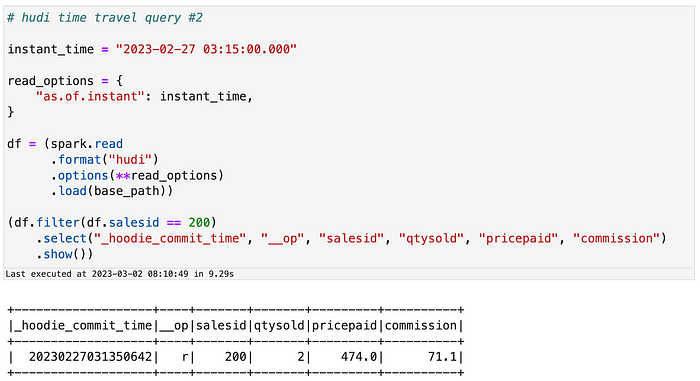 # hudi time travel query #2
instant_time = "2023-02-27 03:15:00.000"
read_options = {
    "as.of.instant": instant_time,
}
df = (spark.read
      .format("hudi")
      .options(**read_options)
      .load(base_path))
(df.filter(df.salesid == 200)
    .select("_hoodie_commit_time", "__op", "salesid", "qtysold", "pricepaid", "commission")
    .show())
Last executed at 2023-03-02 08:10:49 in 9.29s
+-------------------+----+-------+-------+---------+----------+
|_hoodie_commit_time|__op|salesid|qtysold|pricepaid|commission|
+-------------------+----+-------+-------+---------+----------+
|  20230227031350642|   r|    200|      2|    474.0|      71.1|
+-------------------+----+-------+-------+---------+----------+